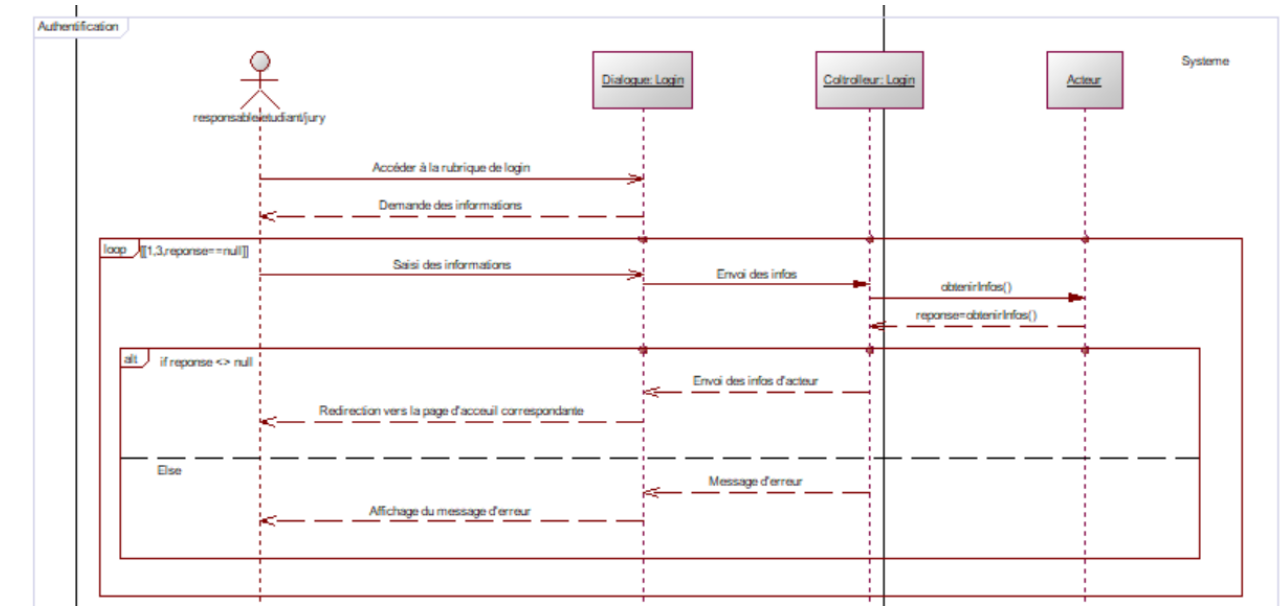 Authentification
Systeme
Dialogue: Login
Coltrolleur: Login
Acteur
responsable/etudiant/jury
Accéder à la rubrique de login
Demande des informations
loop
[[1,3,reponse==null]]
Saisi des informations
Envoi des infos
obtenirInfos()
reponse=obtenirInfos()
alt
if reponse <> null
Envoi des infos d'acteur
Redirection vers la page d'acceuil correspondante
Else
Message d'erreur
Affichage du message d'erreur